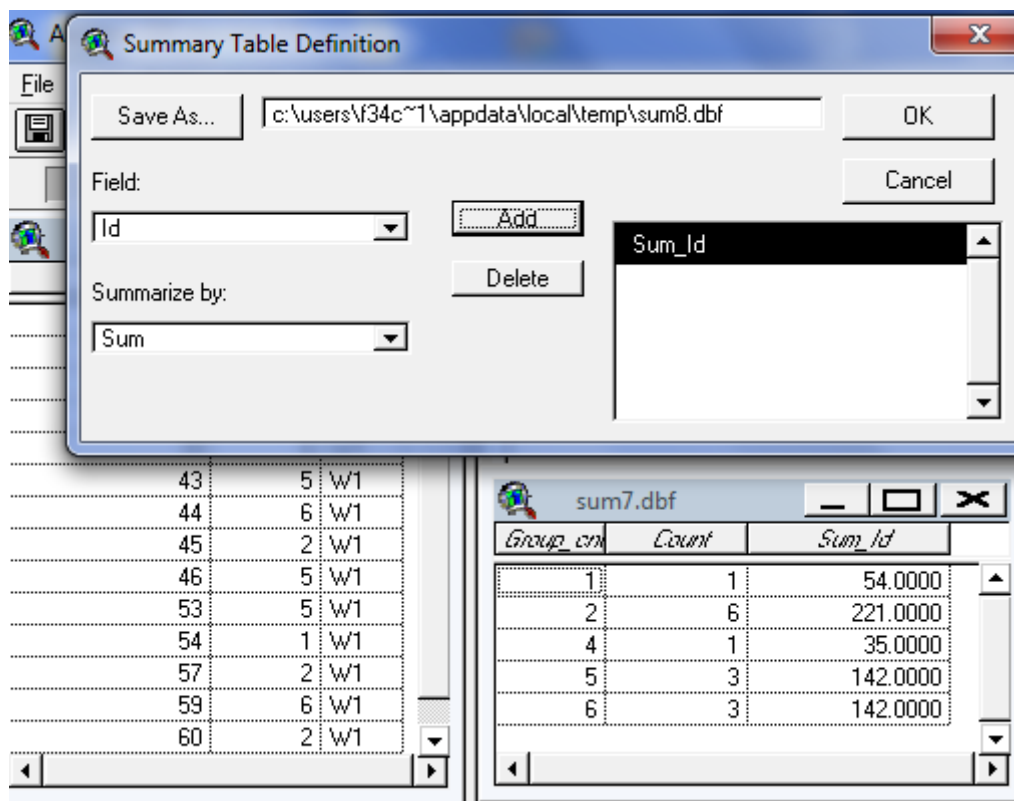 A
Summary Table Definition
File
Save As...
c:\users\f34c~1\appdata\local\temp\sum8.dbf
OK
Cancel
Field:
Id
Add
Sum_Id
Delete
Summarize by:
Sum
43 5 W1
44 6 W1
45 2 W1
46 5 W1
53 5 W1
54 1 W1
57 2 W1
59 6 W1
60 2 W1
sum7.dbf
Group_cnt Count Sum_Id
1 1 54.0000
2 6 221.0000
4 1 35.0000
5 3 142.0000
6 3 142.0000